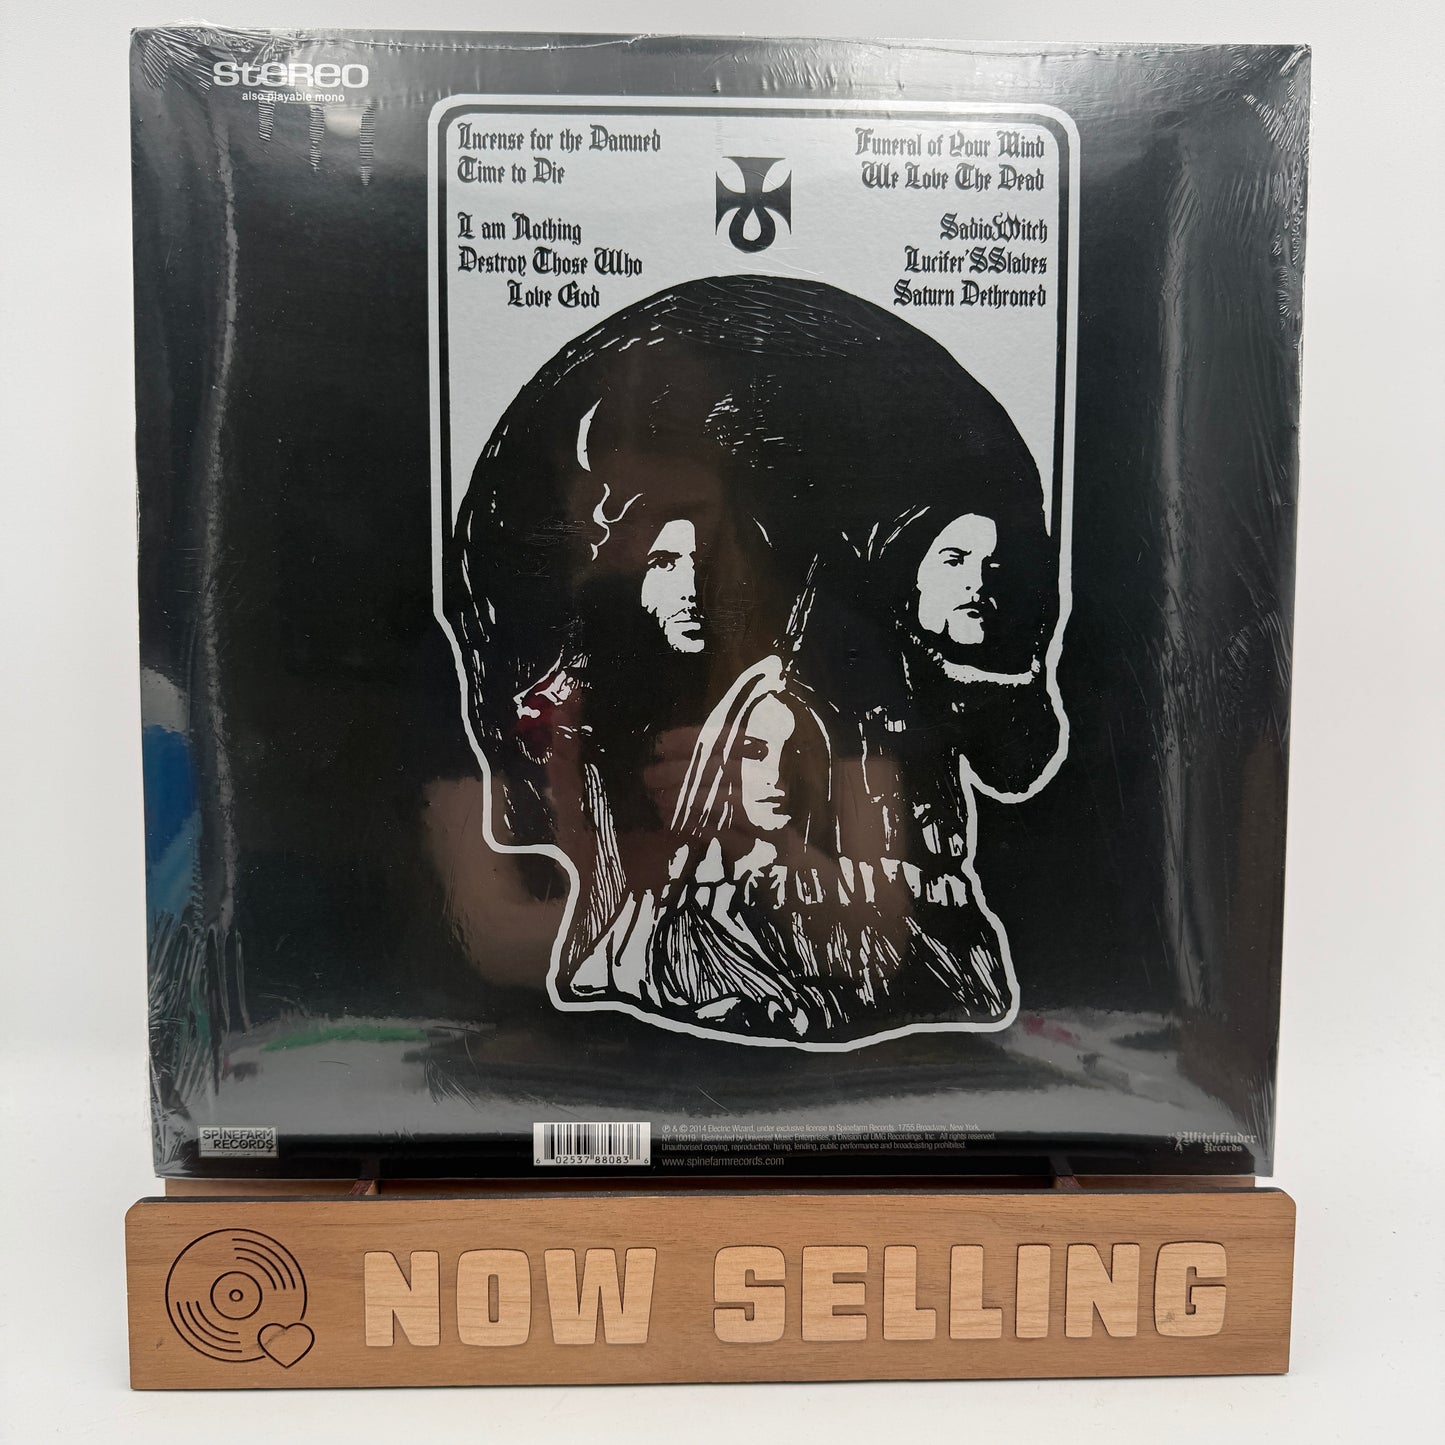 stereo
also playable mono
Incense for the Damned
Time to Die
I am Nothing
Destroy Those Who
Love God
Funeral of Your Mind
We Love The Dead
SadioWitch
Lucifer'SSlaves
Saturn Dethroned
SPINEFARM
RECORDS
6 02537 88083 6
℗ & © 2014 Electric Wizard, under exclusive license to Spinefarm Records, 1755 Broadway, New York,
NY 10019. Distributed by Universal Music Enterprises, a Division of UMG Recordings, Inc. All rights reserved.
Unauthorised copying, reproduction, hiring, lending, public performance and broadcasting prohibited.
www.spinefarmrecords.com
Witchfinder
Records
NOW SELLING